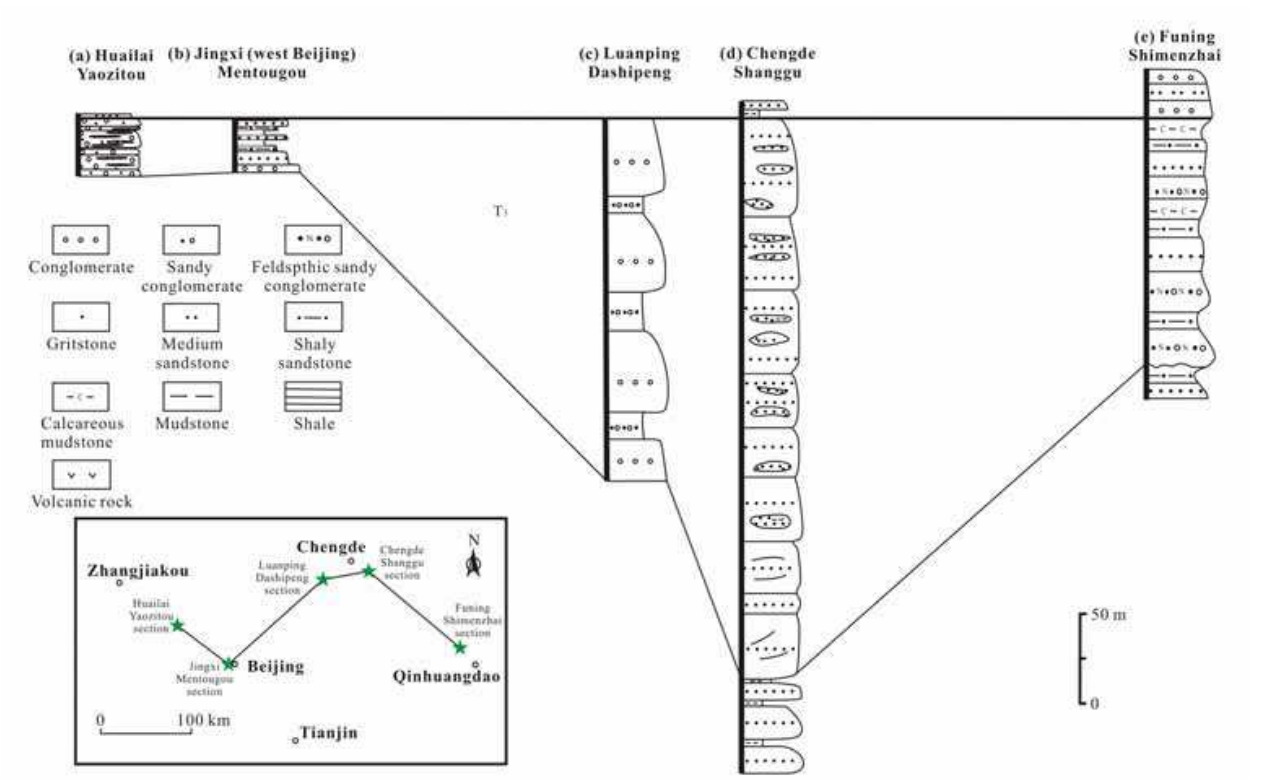 (a) Huailai
Yaozitou
(b) Jingxi (west Beijing)
Mentougou
(c) Luanping
Dashipeng
(d) Chengde
Shanggu
(e) Funing
Shimenzhai
T₃
Conglomerate
Sandy
conglomerate
Feldspthic sandy
conglomerate
Gritstone
Medium
sandstone
Shaly
sandstone
Calcareous
mudstone
Mudstone
Shale
Volcanic rock
Zhangjiakou
Chengde
Chengde
Shanggu
section
N
Luanping
Dashipeng
section
Huailai
Yaozitou
section
Funing
Shimenzhai
section
Jingxi
Mentougou
section
Beijing
Qinhuangdao
Tianjin
0 100 km
50 m
0